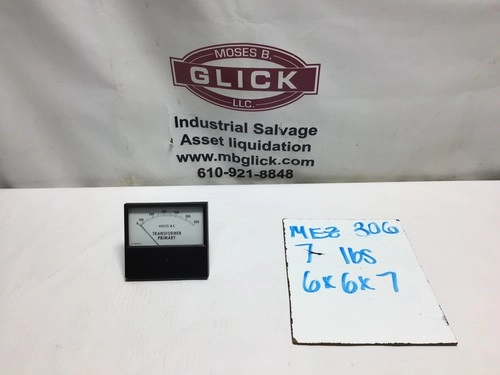 MOSES B.
GLICK
LLC.
Industrial Salvage
Asset liquidation
www.mbglick.com
610-921-8848
VOLTS A-C
TRANSFORMER
PRIMARY
MEZ 306
7 lbs
6x6x7